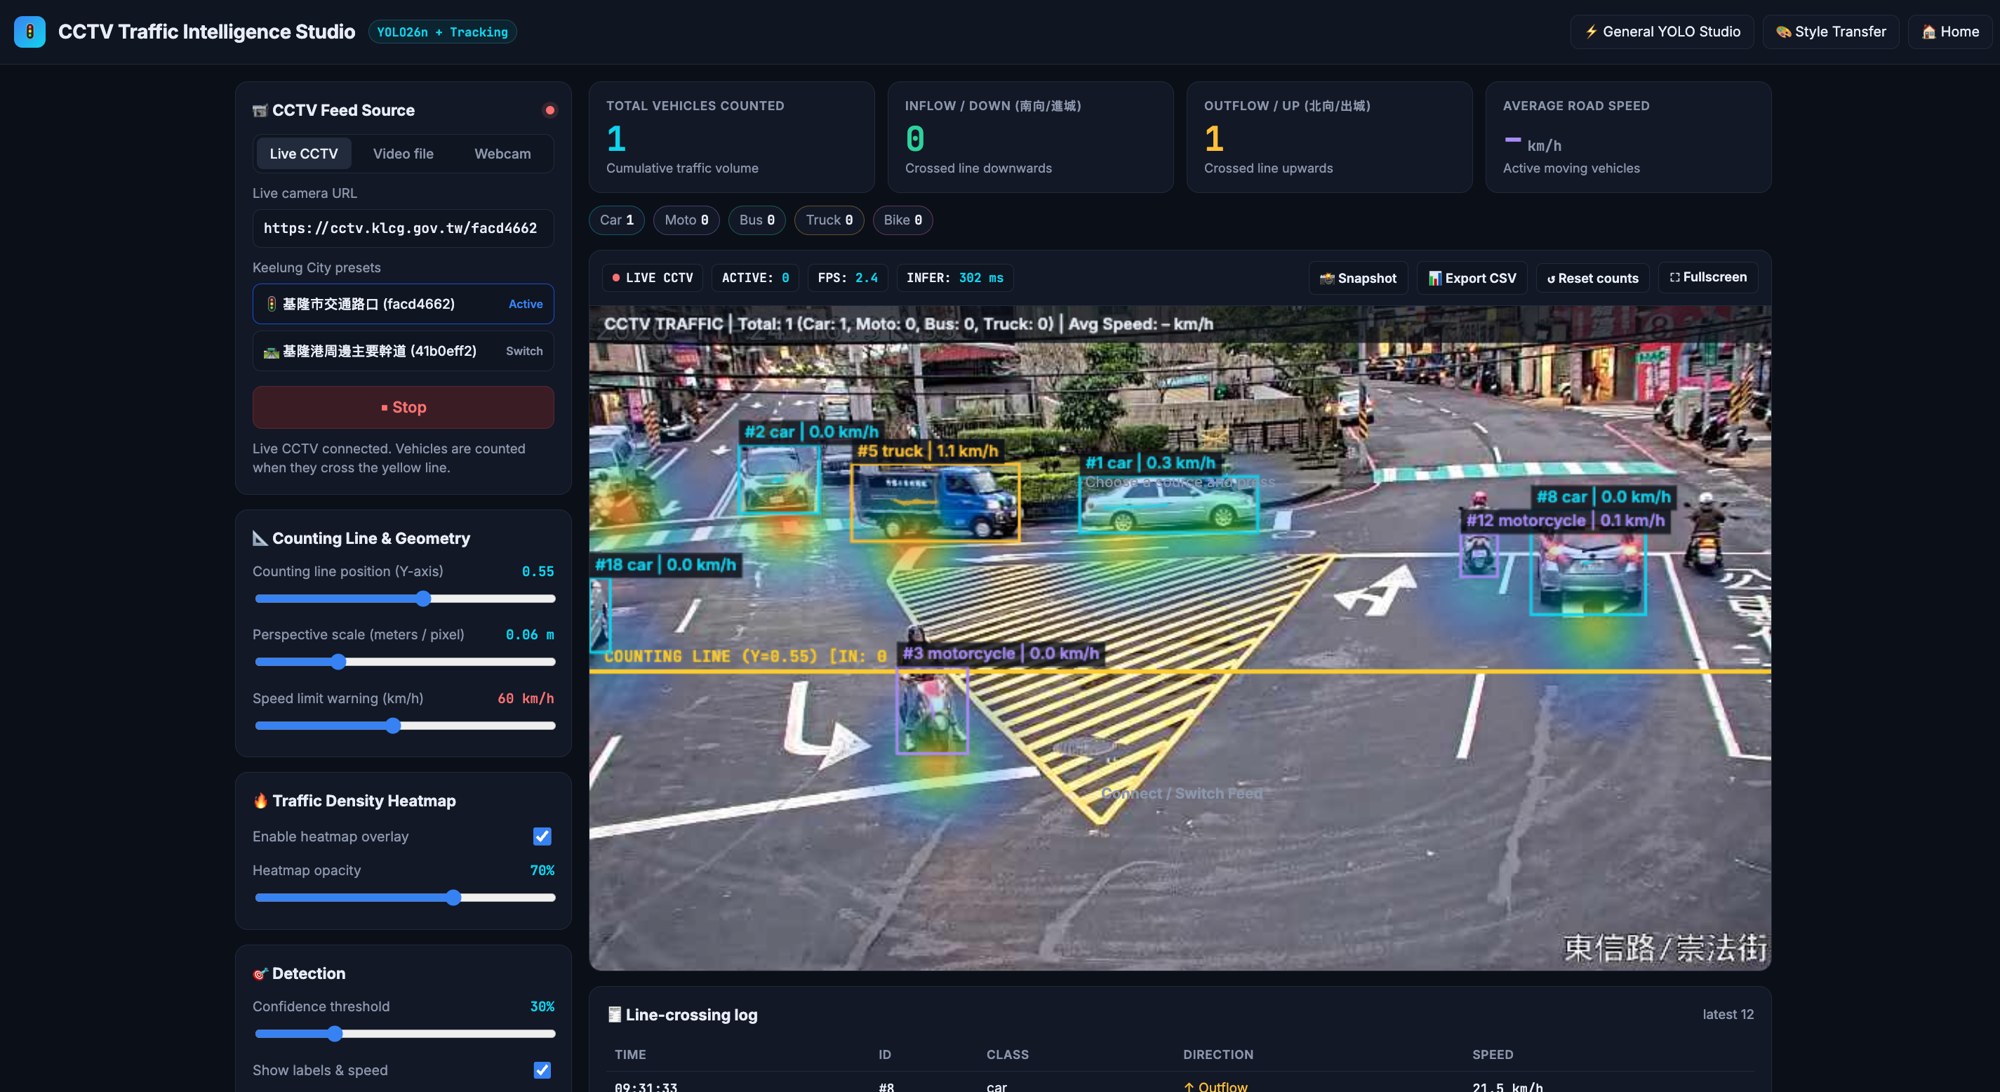 CCTV Traffic Intelligence Studio
YOLO26n + Tracking
⚡ General YOLO Studio
🎨 Style Transfer
🏠 Home
CCTV Feed Source
Live CCTV
Video file
Webcam
Live camera URL
https://cctv.klcg.gov.tw/facd4662
Keelung City presets
🚦 基隆市交通路口 (facd4662)
Active
🛣️ 基隆港周邊主要幹道 (41b0eff2)
Switch
Stop
Live CCTV connected. Vehicles are counted
when they cross the yellow line.
📐 Counting Line & Geometry
Counting line position (Y-axis)
0.55
Perspective scale (meters / pixel)
0.06 m
Speed limit warning (km/h)
60 km/h
🔥 Traffic Density Heatmap
Enable heatmap overlay
Heatmap opacity
70%
🎯 Detection
Confidence threshold
30%
Show labels & speed
TOTAL VEHICLES COUNTED
1
Cumulative traffic volume
INFLOW / DOWN (南向/進城)
0
Crossed line downwards
OUTFLOW / UP (北向/出城)
1
Crossed line upwards
AVERAGE ROAD SPEED
– km/h
Active moving vehicles
Car 1
Moto 0
Bus 0
Truck 0
Bike 0
LIVE CCTV
ACTIVE: 0
FPS: 2.4
INFER: 302 ms
📸 Snapshot
📊 Export CSV
↺ Reset counts
⛶ Fullscreen
CCTV TRAFFIC | Total: 1 (Car: 1, Moto: 0, Bus: 0, Truck: 0) | Avg Speed: – km/h
#2 car | 0.0 km/h
#5 truck | 1.1 km/h
#1 car | 0.3 km/h
Choose a source and press
#8 car | 0.0 km/h
#12 motorcycle | 0.1 km/h
#18 car | 0.0 km/h
COUNTING LINE (Y=0.55) [IN: 0
#3 motorcycle | 0.0 km/h
Connect / Switch Feed
東信路/崇法街
Line-crossing log
latest 12
TIME
ID
CLASS
DIRECTION
SPEED
09:31:33
#8
car
↑ Outflow
21.5 km/h